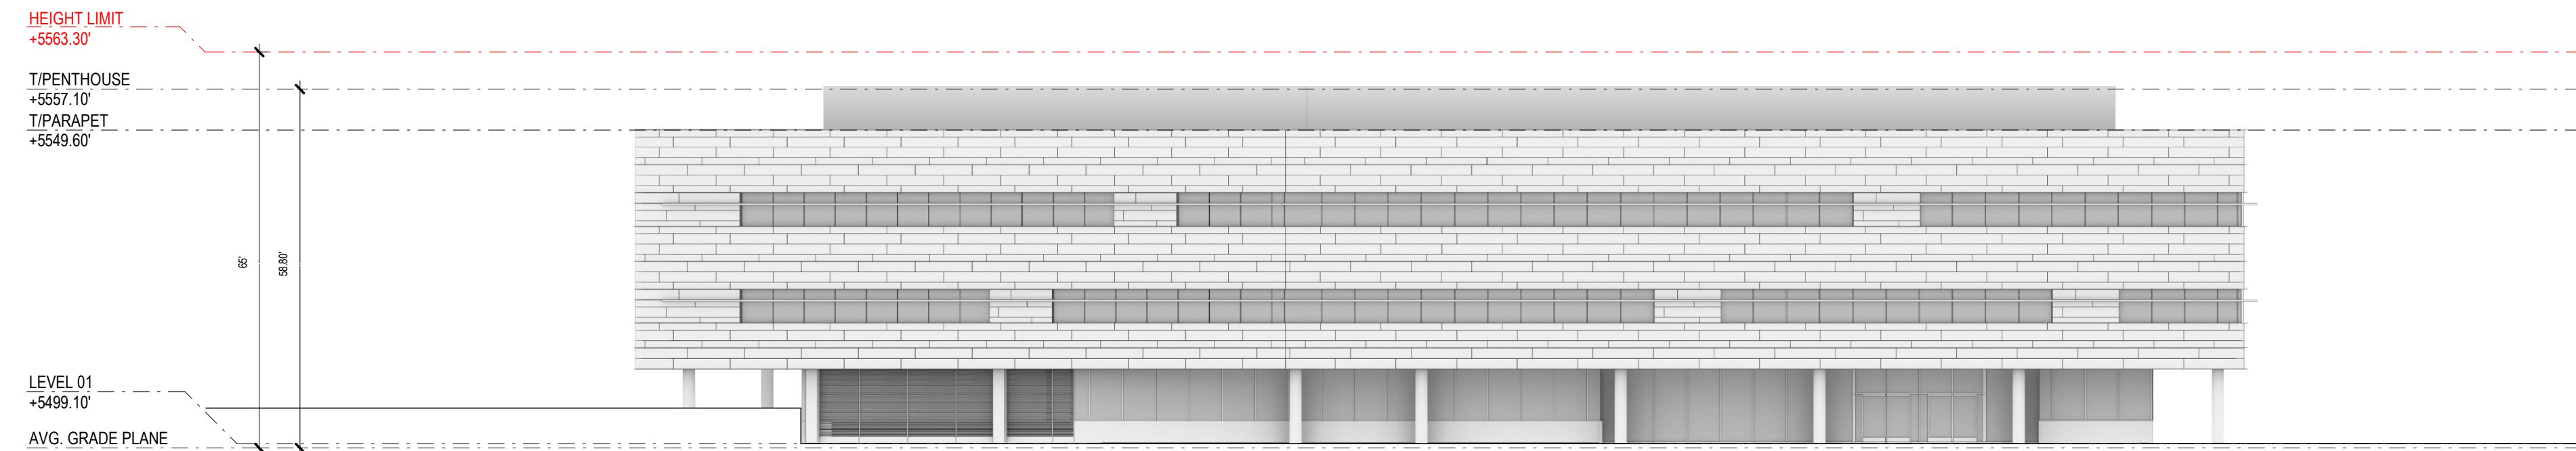 HEIGHT LIMIT
+5563.30'
T/PENTHOUSE
+5557.10'
T/PARAPET
+5549.60'
65'
58.80'
LEVEL 01
+5499.10'
AVG. GRADE PLANE